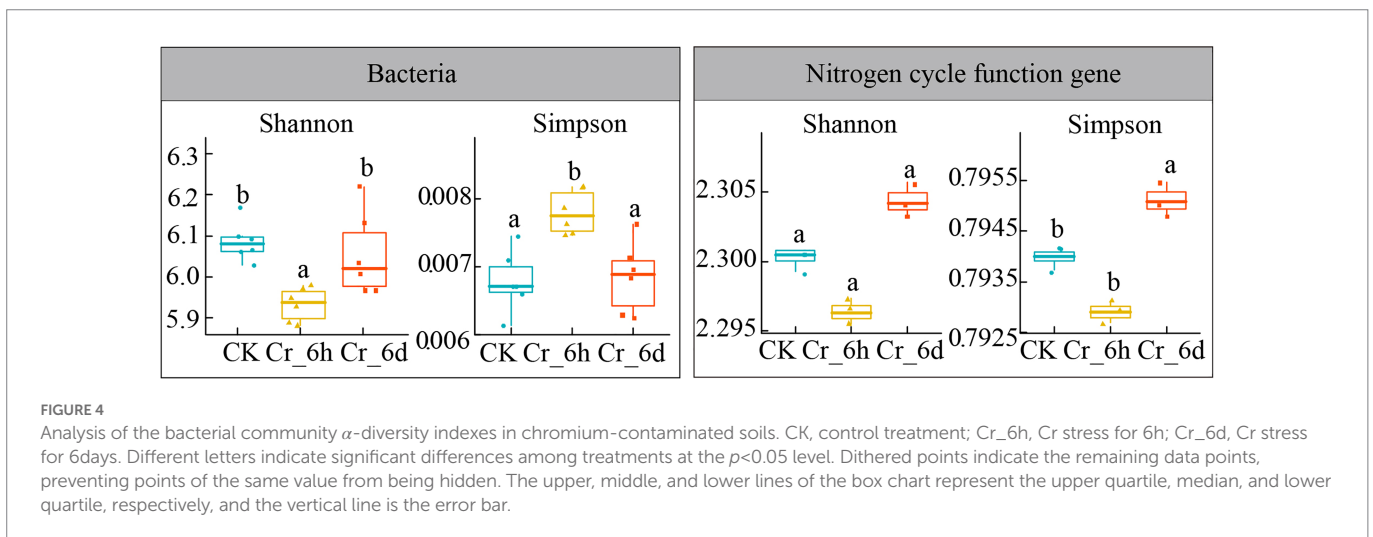 Bacteria
Nitrogen cycle function gene
Shannon
Simpson
Shannon
Simpson
6.3
6.2
6.1
6.0
5.9
b
a
b
CK Cr_6h Cr_6d
0.008
0.007
0.006
a
b
a
CK Cr_6h Cr_6d
2.305
2.300
2.295
a
a
a
CK Cr_6h Cr_6d
0.7955
0.7945
0.7935
0.7925
b
b
a
CK Cr_6h Cr_6d
FIGURE 4
Analysis of the bacterial community α-diversity indexes in chromium-contaminated soils. CK, control treatment; Cr_6h, Cr stress for 6h; Cr_6d, Cr stress
for 6days. Different letters indicate significant differences among treatments at the p<0.05 level. Dithered points indicate the remaining data points,
preventing points of the same value from being hidden. The upper, middle, and lower lines of the box chart represent the upper quartile, median, and lower
quartile, respectively, and the vertical line is the error bar.